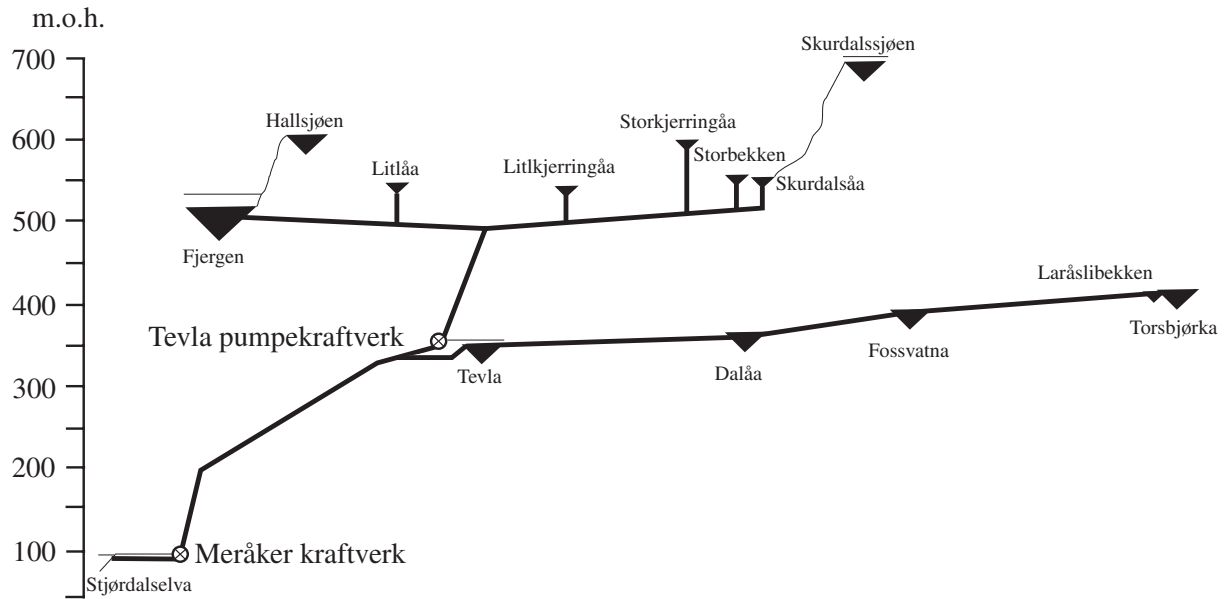 m.o.h.
700
600
500
400
300
200
100
Skurdalssjøen
Hallsjøen
Storkjerringåa
Litlåa
Litlkjerringåa
Storbekken
Skurdalsåa
Fjergen
Laråslibekken
Torsbjørka
Tevla pumpekraftverk
Fossvatna
Tevla
Dalåa
Meråker kraftverk
Stjørdalselva